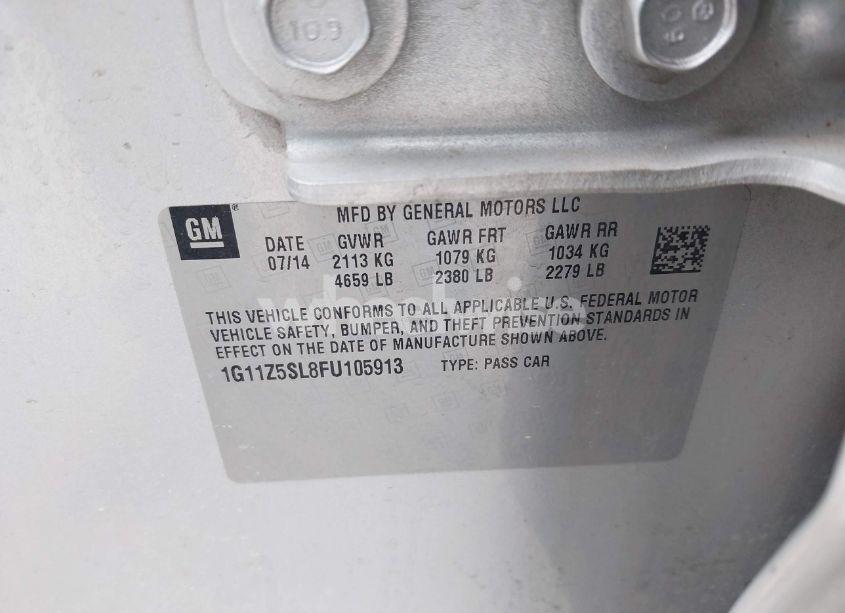 109
GM
MFD BY GENERAL MOTORS LLC
DATE GVWR GAWR FRT GAWR RR
07/14 2113 KG 1079 KG 1034 KG
4659 LB 2380 LB 2279 LB
THIS VEHICLE CONFORMS TO ALL APPLICABLE U.S. FEDERAL MOTOR
VEHICLE SAFETY, BUMPER, AND THEFT PREVENTION STANDARDS IN
EFFECT ON THE DATE OF MANUFACTURE SHOWN ABOVE.
1G11Z5SL8FU105913 TYPE: PASS CAR